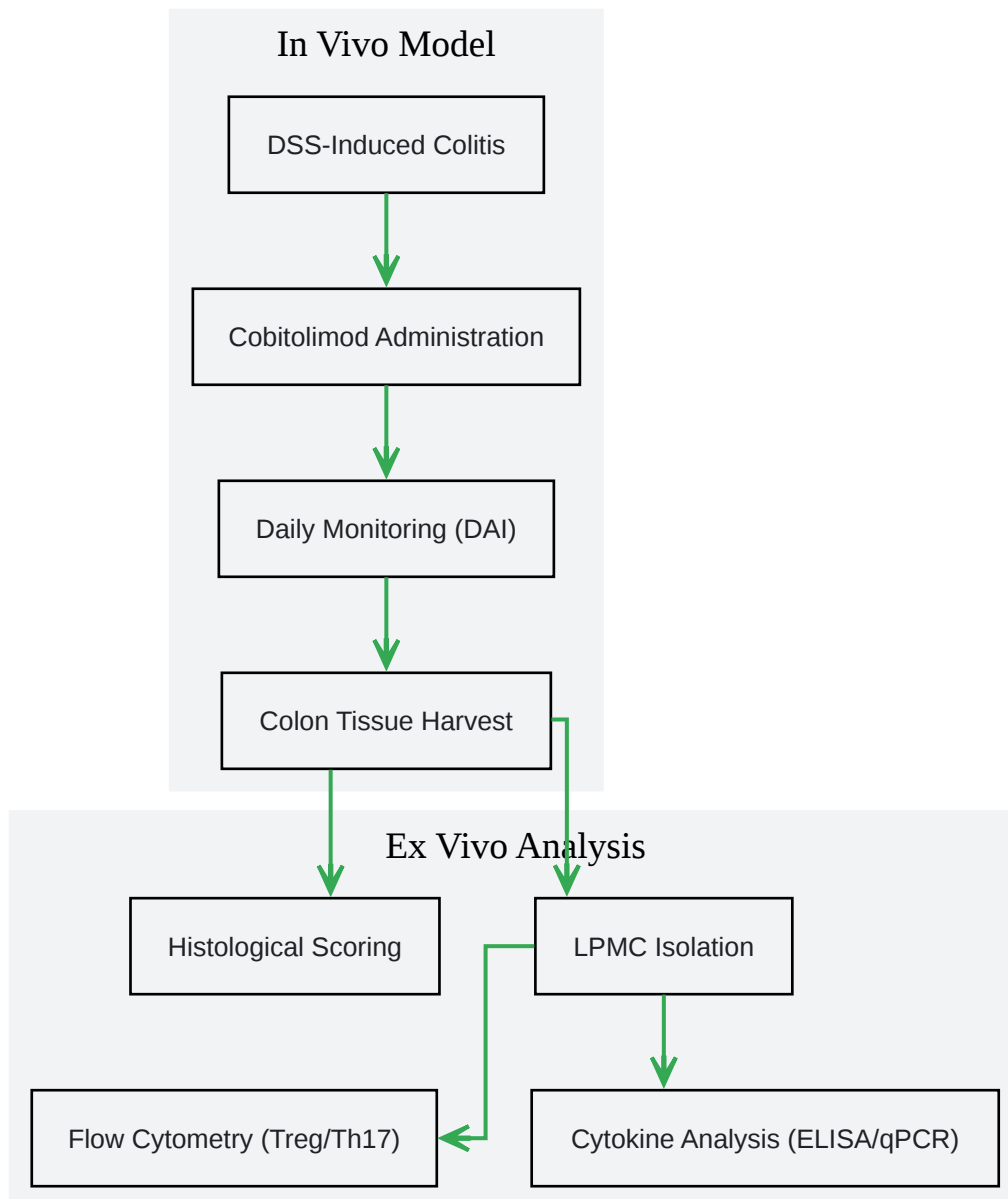 In Vivo Model
DSS-Induced Colitis
Cobitolimod Administration
Daily Monitoring (DAI)
Colon Tissue Harvest
Ex Vivo Analysis
Histological Scoring
LPMC Isolation
Flow Cytometry (Treg/Th17)
Cytokine Analysis (ELISA/qPCR)